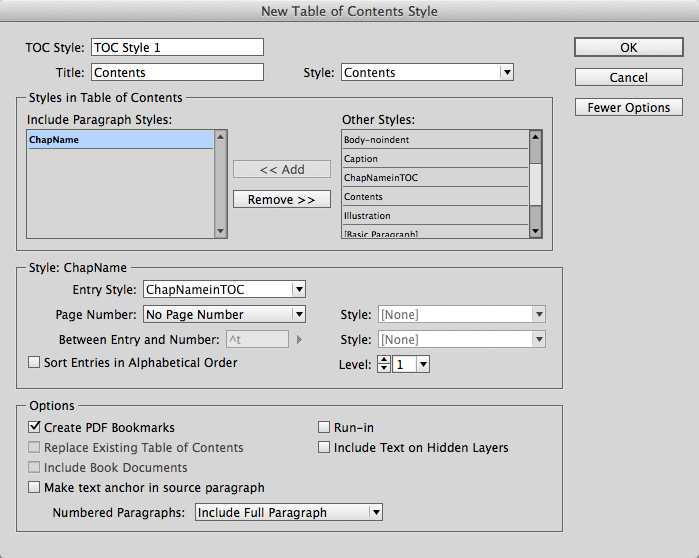 New Table of Contents Style
TOC Style: TOC Style 1
OK
Title: Contents Style: Contents
Cancel
Styles in Table of Contents
Fewer Options
Include Paragraph Styles: Other Styles:
ChapName
Body-noindent
Caption
<< Add
ChapNameinTOC
Remove >>
Contents
Illustration
[Basic Paragraph]
Style: ChapName
Entry Style: ChapNameinTOC
Page Number: No Page Number Style: [None]
Between Entry and Number: ^t Style: [None]
Sort Entries in Alphabetical Order Level: 1
Options
Create PDF Bookmarks Run-in
Replace Existing Table of Contents Include Text on Hidden Layers
Include Book Documents
Make text anchor in source paragraph
Numbered Paragraphs: Include Full Paragraph